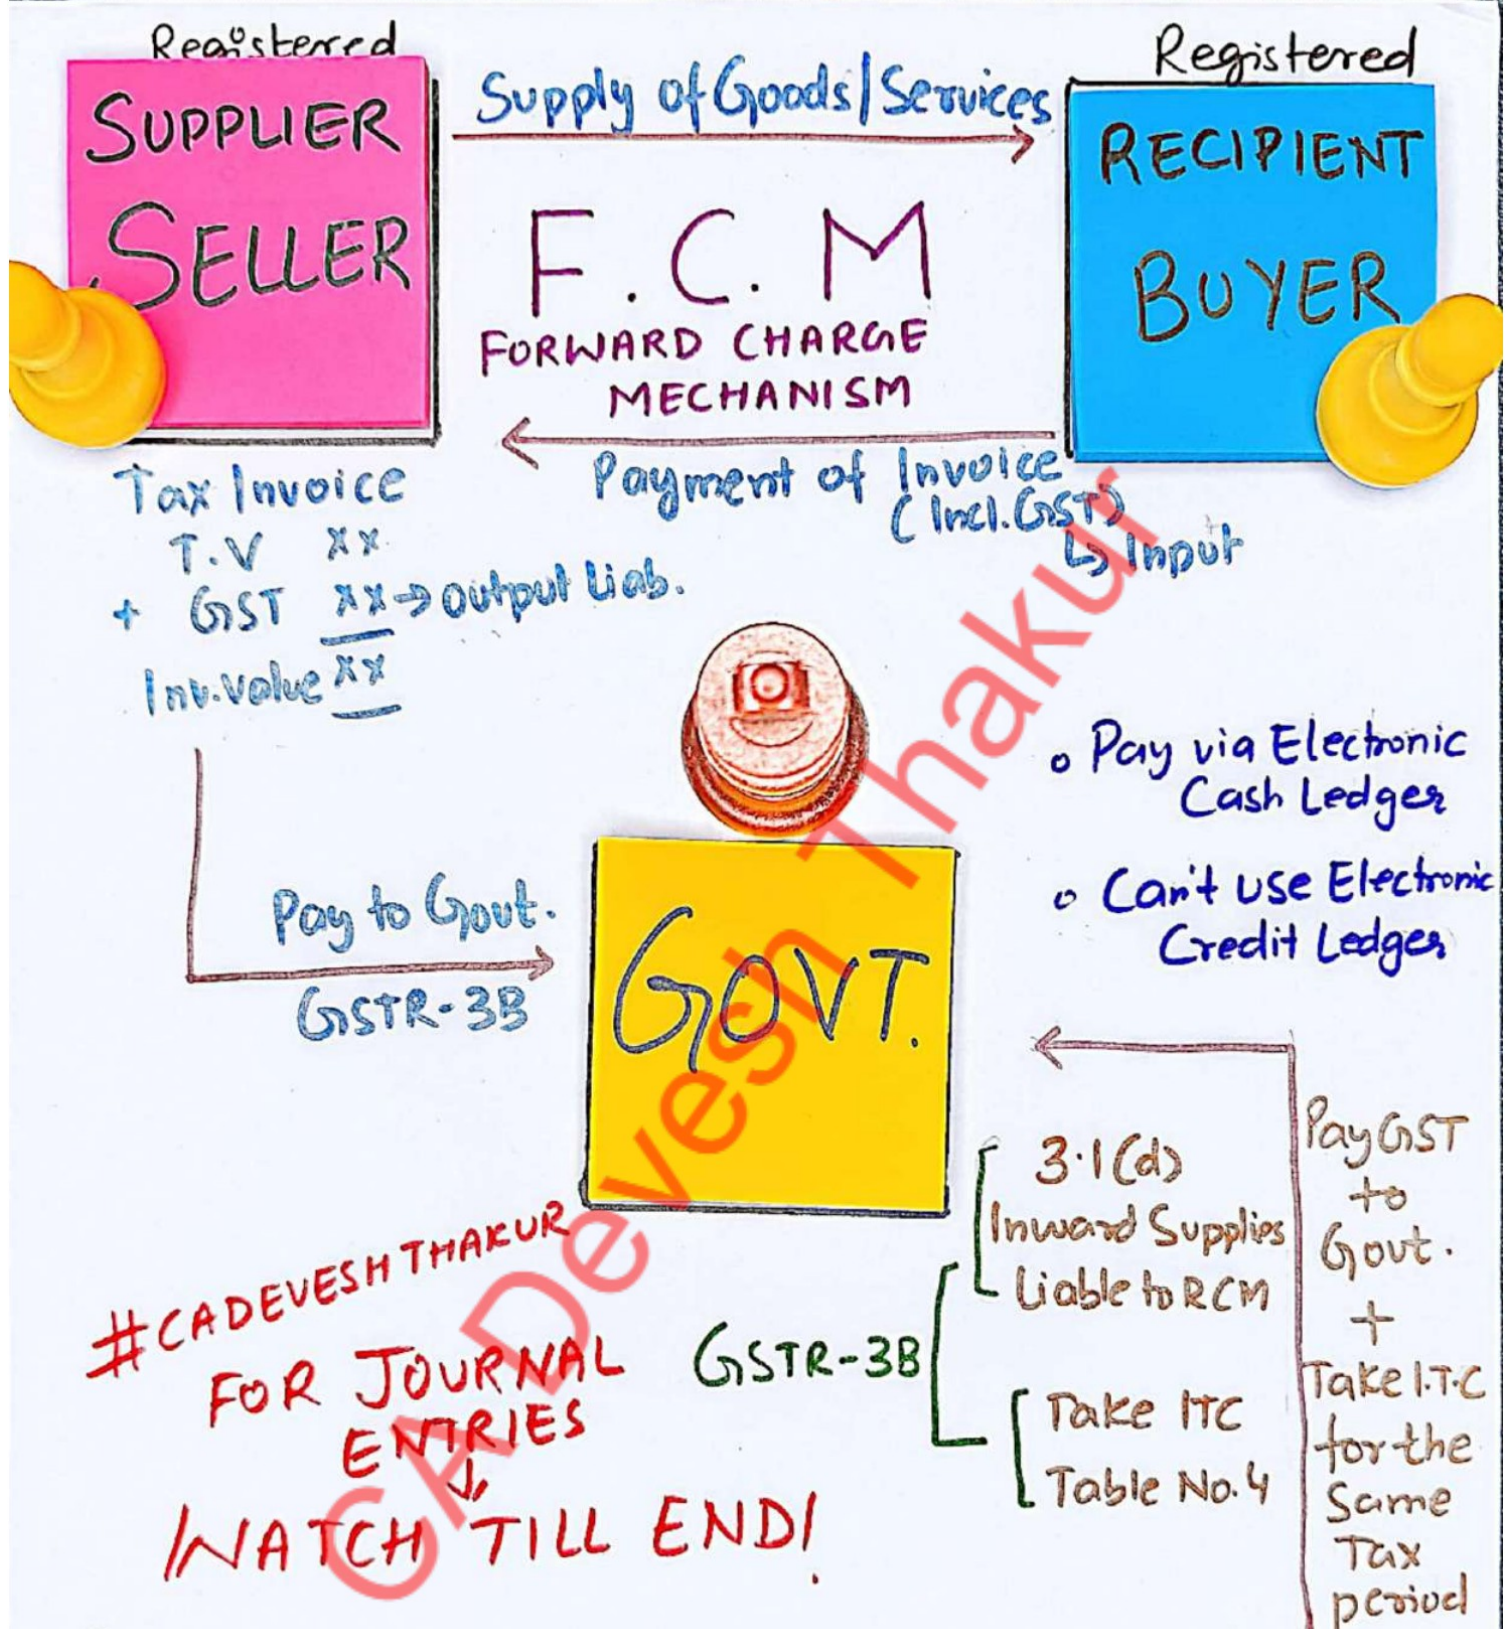 Registered
SUPPLIER
SELLER
Supply of Goods/Services
F.C.M
FORWARD CHARGE
MECHANISM
Payment of Invoice
(Incl. GST)
↳ Input
Registered
RECIPIENT
BUYER
Tax Invoice
T.V xx
+ GST xx → output Liab.
Inv. Value xx
Pay to Govt.
GSTR-3B
GOVT.
o Pay via Electronic
Cash Ledger
o Can't use Electronic
Credit Ledger
Pay GST
to
Govt.
+
Take I.T.C
for the
Same
Tax
period
GSTR-3B
3.1(d)
Inward Supplies
Liable to RCM
Take ITC
Table No.4
#CADEVESHTHAKUR
FOR JOURNAL
ENTRIES
↓
WATCH TILL END!
CA Devesh Thakur